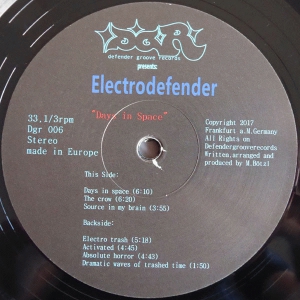 DGR
defender groove records
presents:
Electrodefender
"Days in Space"
33.1/3rpm
Dgr 006
Stereo
made in Europe
Copyright 2017
Frankfurt a.M.Germany
All Rights on
Defendergrooverecords
Written,arranged and
produced by M.Hötzl
This Side:
Days in space (6:10)
The crow (6:20)
Source in my brain (3:55)
Backside:
Electro trash (5:18)
Activated (4:45)
Absolute horror (4:43)
Dramatic waves of trashed time (1:50)